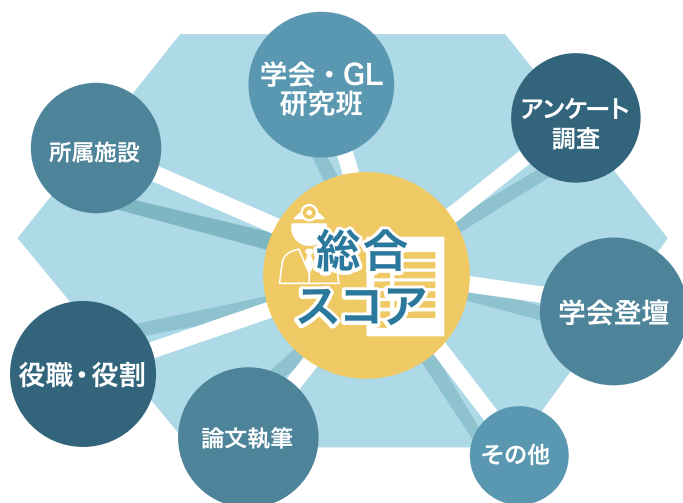 学会・GL
研究班
アンケート
調査
所属施設
総合
スコア
学会登壇
役職・役割
論文執筆
その他